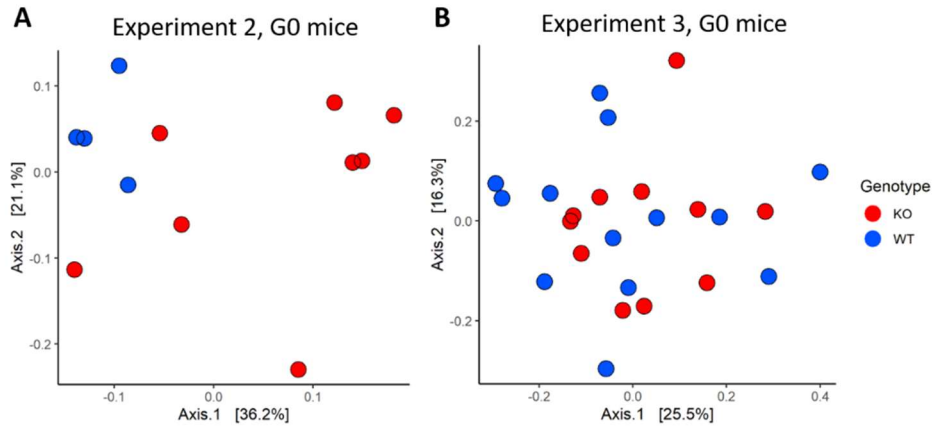 A
Experiment 2, G0 mice
0.1
0.0
-0.1
-0.2
Axis.2 [21.1%]
-0.1
0.0
0.1
Axis.1 [36.2%]
B
Experiment 3, G0 mice
0.2
0.0
-0.2
Axis.2 [16.3%]
-0.2
0.0
0.2
0.4
Axis.1 [25.5%]
Genotype
KO
WT